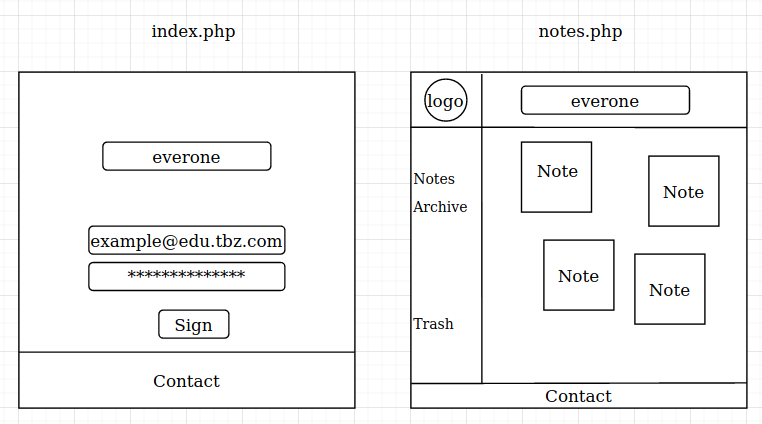 index.php
everone
example@edu.tbz.com
**************
Sign
Contact
notes.php
logo
everone
Notes
Archive
Trash
Note
Note
Note
Note
Contact